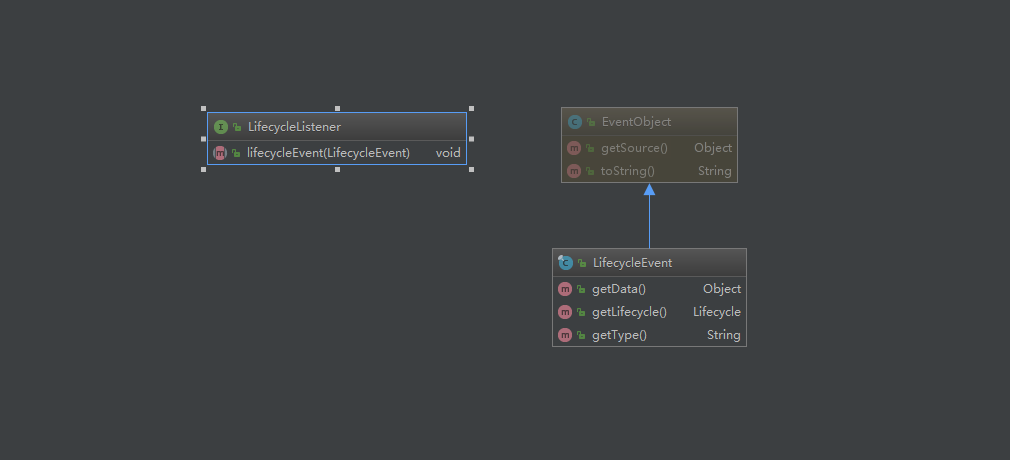 LifecycleListener
lifecycleEvent(LifecycleEvent) void
EventObject
getSource() Object
toString() String
LifecycleEvent
getData() Object
getLifecycle() Lifecycle
getType() String